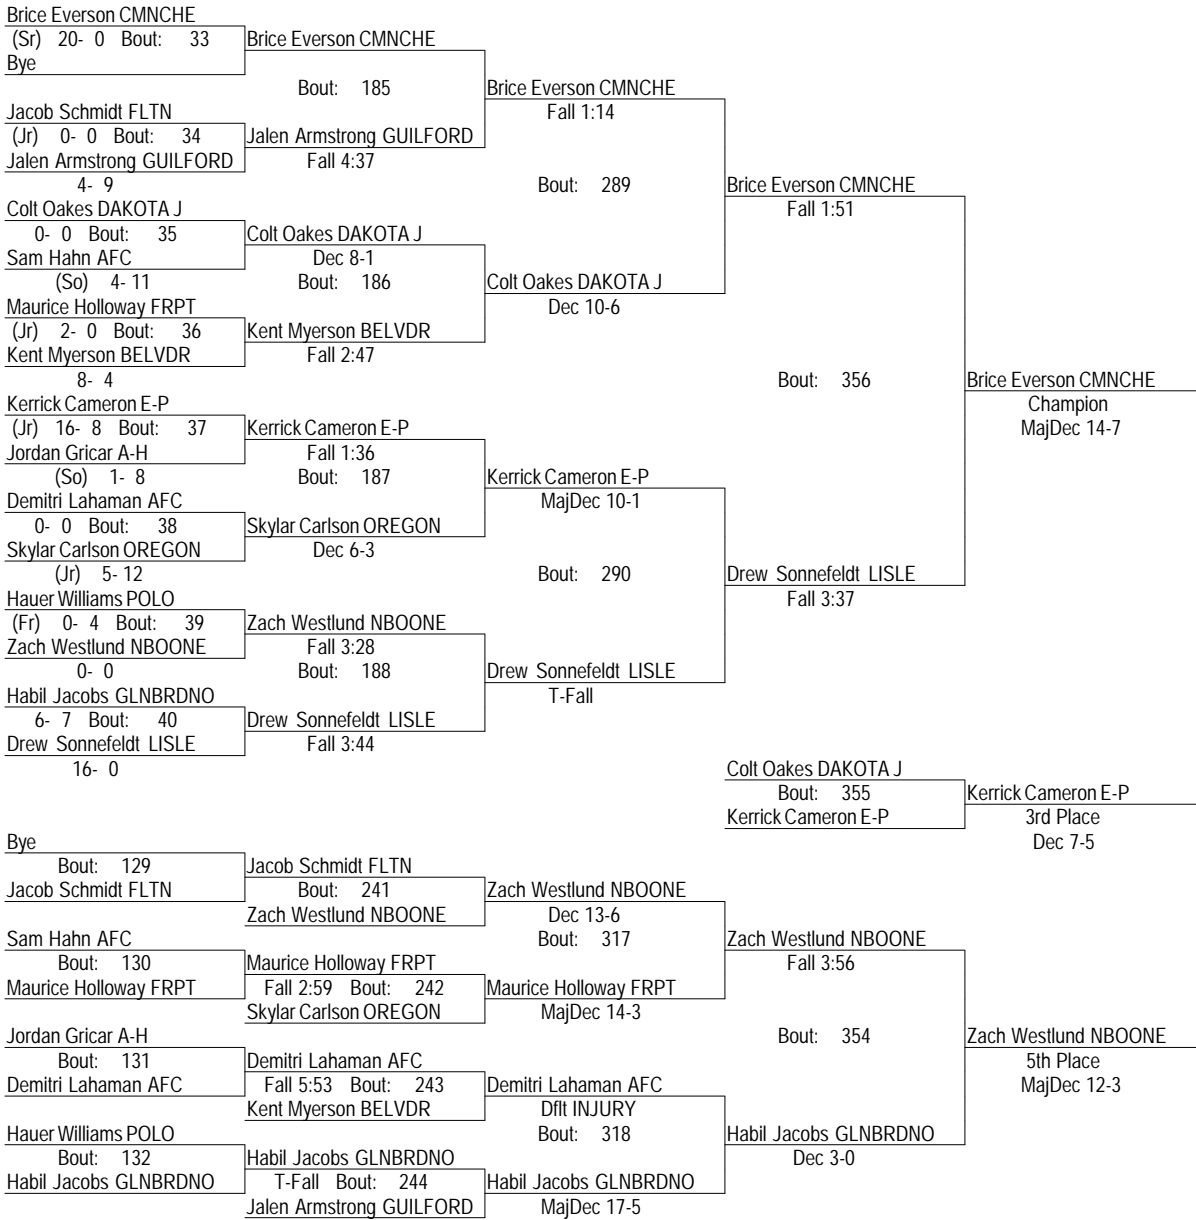 Brice Everson CMNCHE
(Sr) 20- 0 Bout: 33 Brice Everson CMNCHE
Bye
Bout: 185 Brice Everson CMNCHE
Jacob Schmidt FLTN Fall 1:14
(Jr) 0- 0 Bout: 34 Jalen Armstrong GUILFORD
Jalen Armstrong GUILFORD Fall 4:37
4- 9 Bout: 289 Brice Everson CMNCHE
Colt Oakes DAKOTA J Fall 1:51
0- 0 Bout: 35 Colt Oakes DAKOTA J
Sam Hahn AFC Dec 8-1
(So) 4- 11 Bout: 186 Colt Oakes DAKOTA J
Maurice Holloway FRPT Dec 10-6
(Jr) 2- 0 Bout: 36 Kent Myerson BELVDR
Kent Myerson BELVDR Fall 2:47
8- 4 Bout: 356 Brice Everson CMNCHE
Kerrick Cameron E-P Champion
(Jr) 16- 8 Bout: 37 Kerrick Cameron E-P MajDec 14-7
Jordan Gricar A-H Fall 1:36
(So) 1- 8 Bout: 187 Kerrick Cameron E-P
Demitri Lahaman AFC MajDec 10-1
0- 0 Bout: 38 Skylar Carlson OREGON
Skylar Carlson OREGON Dec 6-3
(Jr) 5- 12 Bout: 290 Drew Sonnefeldt LISLE
Hauer Williams POLO Fall 3:37
(Fr) 0- 4 Bout: 39 Zach Westlund NBOONE
Zach Westlund NBOONE Fall 3:28
0- 0 Bout: 188 Drew Sonnefeldt LISLE
Habil Jacobs GLNBRDNO T-Fall
6- 7 Bout: 40 Drew Sonnefeldt LISLE
Drew Sonnefeldt LISLE Fall 3:44
16- 0 Colt Oakes DAKOTA J
Bout: 355 Kerrick Cameron E-P
Kerrick Cameron E-P 3rd Place
Bye Dec 7-5
Bout: 129 Jacob Schmidt FLTN
Jacob Schmidt FLTN Bout: 241 Zach Westlund NBOONE
Zach Westlund NBOONE Dec 13-6
Sam Hahn AFC Bout: 317 Zach Westlund NBOONE
Bout: 130 Maurice Holloway FRPT Fall 3:56
Maurice Holloway FRPT Fall 2:59 Bout: 242 Maurice Holloway FRPT
Skylar Carlson OREGON MajDec 14-3
Jordan Gricar A-H Bout: 354 Zach Westlund NBOONE
Bout: 131 Demitri Lahaman AFC 5th Place
Demitri Lahaman AFC Fall 5:53 Bout: 243 Demitri Lahaman AFC MajDec 12-3
Kent Myerson BELVDR Dflt INJURY
Hauer Williams POLO Bout: 318 Habil Jacobs GLNBRDNO
Bout: 132 Habil Jacobs GLNBRDNO Dec 3-0
Habil Jacobs GLNBRDNO T-Fall Bout: 244 Habil Jacobs GLNBRDNO
Jalen Armstrong GUILFORD MajDec 17-5